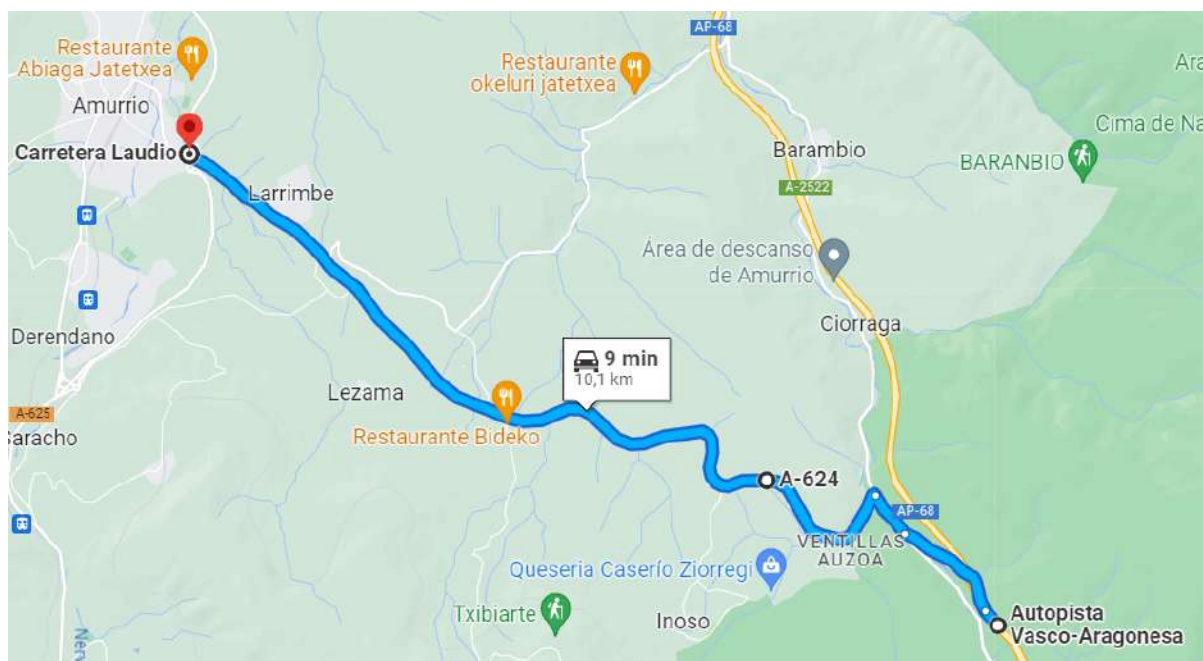 AP-68
Restaurante
Abiaga Jatetxea
Restaurante
okeluri jatetxea
Ara
Amurrio
Cima de Na
Carretera Laudio
Barambio
BARANBIO
Larrimbe
A-2522
Área de descanso
de Amurrio
Ciorraga
Derendano
9 min
10,1 km
Lezama
A-625
Saracho
Restaurante Bideko
A-624
AP-68
VENTILLAS
AUZOA
Queseria Caserío Ziorregi
Txibiarte
Inoso
Autopista
Vasco-Aragonesa
Nerv